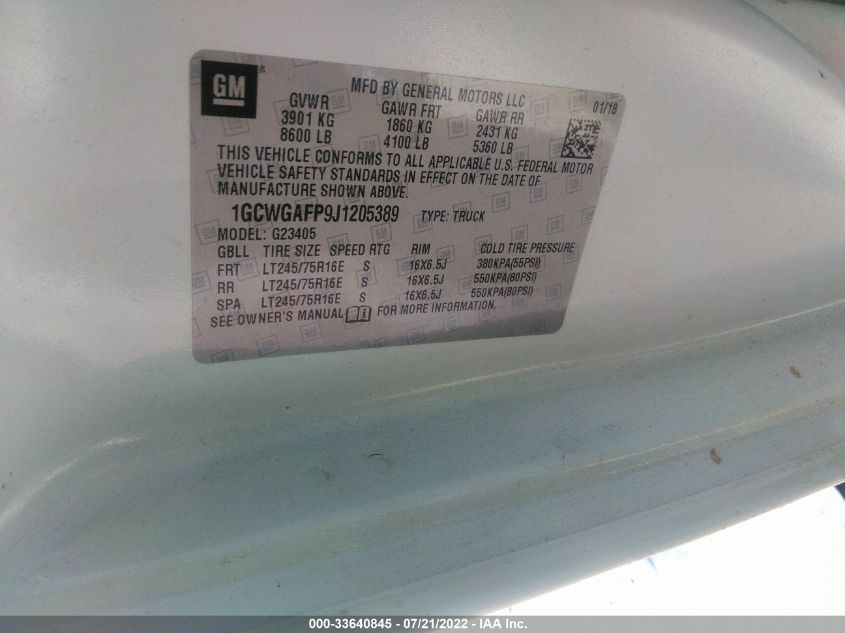 GM
MFD BY GENERAL MOTORS LLC 01/18
GVWR GAWR FRT GAWR RR
3901 KG 1860 KG 2431 KG
8600 LB 4100 LB 5360 LB
THIS VEHICLE CONFORMS TO ALL APPLICABLE U.S. FEDERAL MOTOR
VEHICLE SAFETY STANDARDS IN EFFECT ON THE DATE OF
MANUFACTURE SHOWN ABOVE.
1GCWGAFP9J1205389 TYPE: TRUCK
MODEL: G23405
GBLL TIRE SIZE SPEED RTG RIM COLD TIRE PRESSURE
FRT LT245/75R16E S 16X6.5J 380KPA(55PSI)
RR LT245/75R16E S 16X6.5J 550KPA(80PSI)
SPA LT245/75R16E S 16X6.5J 550KPA(80PSI)
SEE OWNER'S MANUAL i FOR MORE INFORMATION.
000-33640845 - 07/21/2022 - IAA Inc.